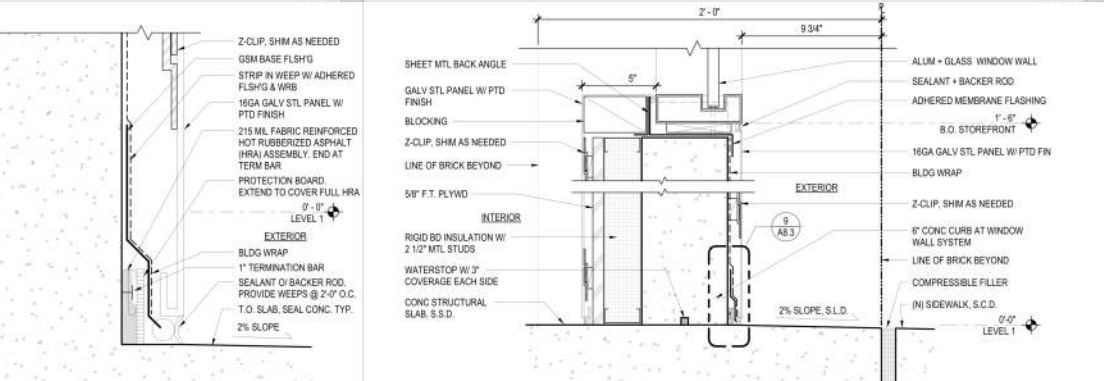 Z-CLIP, SHIM AS NEEDED
GSM BASE FLSH'G
STRIP IN WEEP W/ ADHERED
FLSH'G & WRB
16GA GALV STL PANEL W/
PTD FINISH
215 MIL FABRIC REINFORCED
HOT RUBBERIZED ASPHALT
(HRA) ASSEMBLY. END AT
TERM BAR
PROTECTION BOARD.
EXTEND TO COVER FULL HRA
0' - 0"
LEVEL 1
EXTERIOR
BLDG WRAP
1" TERMINATION BAR
SEALANT O/ BACKER ROD.
PROVIDE WEEPS @ 2'-0" O.C.
T.O. SLAB, SEAL CONC. TYP.
2% SLOPE
2' - 0"
9 3/4"
5"
SHEET MTL BACK ANGLE
GALV STL PANEL W/ PTD
FINISH
BLOCKING
Z-CLIP, SHIM AS NEEDED
LINE OF BRICK BEYOND
5/8" F.T. PLYWD
INTERIOR
RIGID BD INSULATION W/
2 1/2" MTL STUDS
WATERSTOP W/ 3"
COVERAGE EACH SIDE
CONC STRUCTURAL
SLAB, S.S.D.
ALUM + GLASS WINDOW WALL
SEALANT + BACKER ROD
ADHERED MEMBRANE FLASHING
1' - 6"
B.O. STOREFRONT
16GA GALV STL PANEL W/ PTD FIN
BLDG WRAP
EXTERIOR
Z-CLIP, SHIM AS NEEDED
9
A8.3
6" CONC CURB AT WINDOW
WALL SYSTEM
LINE OF BRICK BEYOND
COMPRESSIBLE FILLER
(N) SIDEWALK, S.C.D.
2% SLOPE, S.L.D.
0'-0"
LEVEL 1